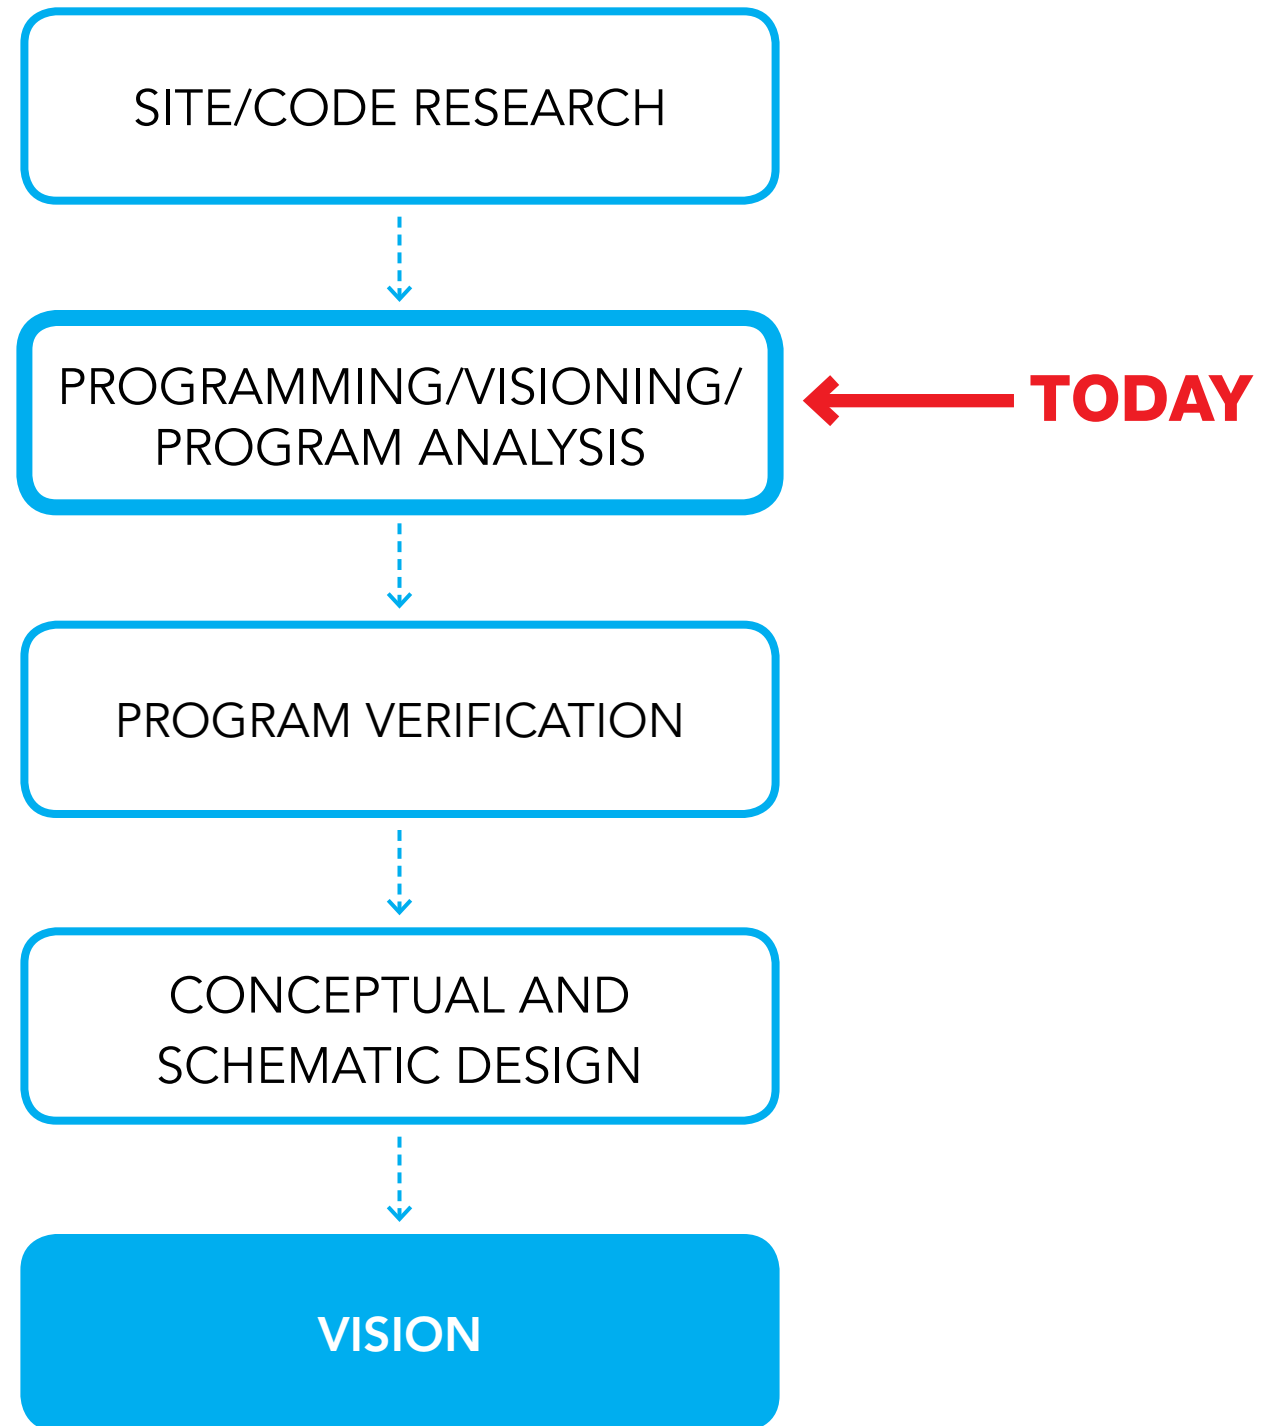 SITE/CODE RESEARCH
PROGRAMMING/VISIONING/
PROGRAM ANALYSIS
TODAY
PROGRAM VERIFICATION
CONCEPTUAL AND
SCHEMATIC DESIGN
VISION